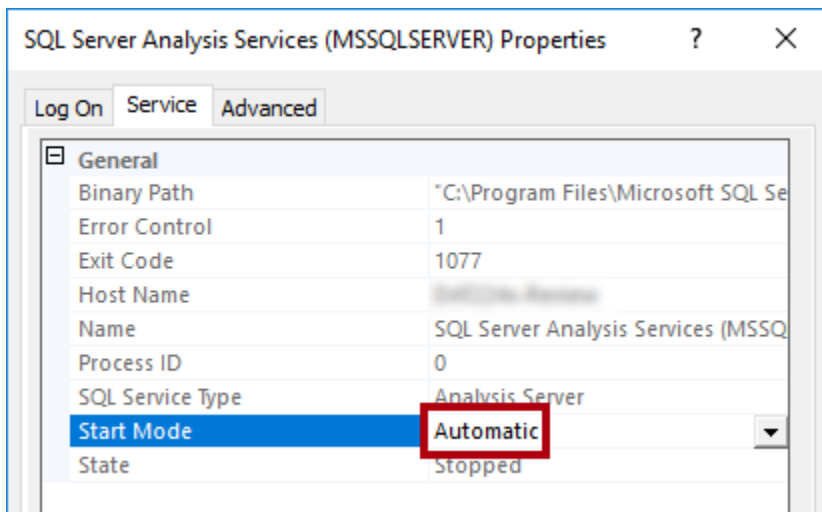 SQL Server Analysis Services (MSSQLSERVER) Properties ? ×
Log On Service Advanced
General
Binary Path "C:\Program Files\Microsoft SQL Se
Error Control 1
Exit Code 1077
Host Name
Name SQL Server Analysis Services (MSSQ
Process ID 0
SQL Service Type Analysis Server
Start Mode Automatic
State Stopped